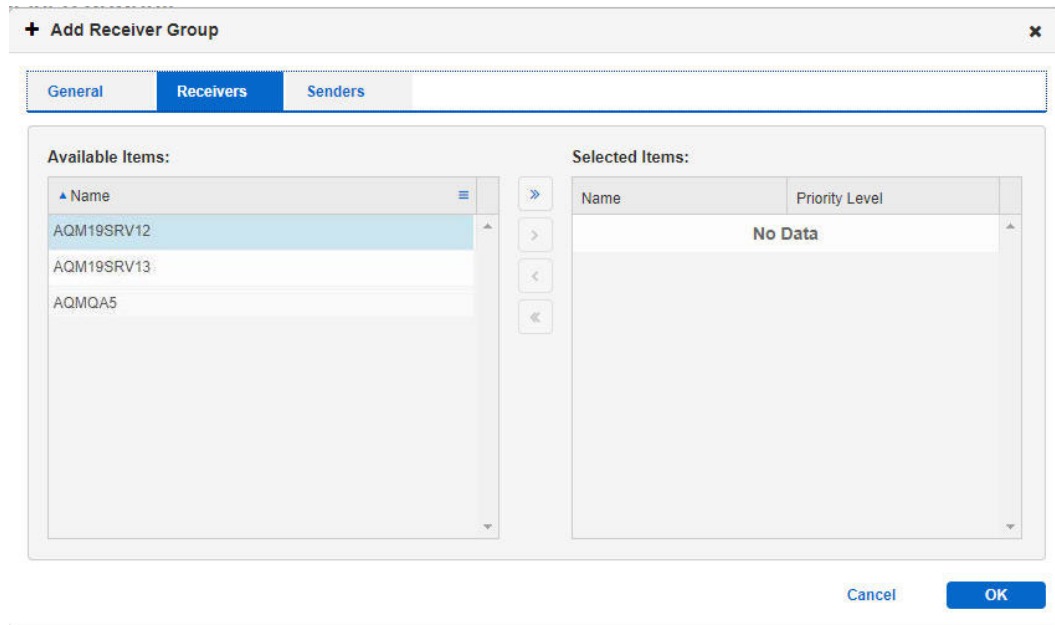 Add Receiver Group
General Receivers Senders
Available Items: Selected Items:
Name Name Priority Level
AQM19SRV12 No Data
AQM19SRV13
AQMQA5
Cancel OK